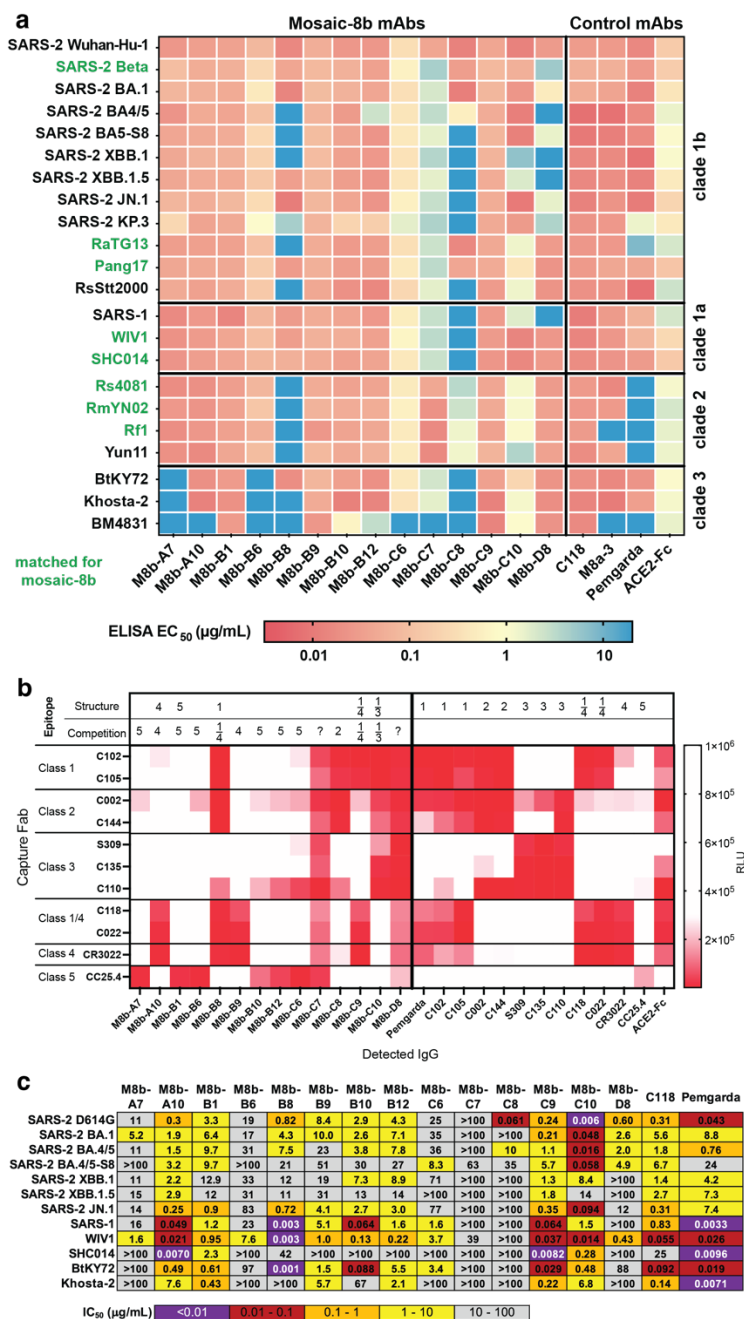 a
Mosaic-8b mAbs Control mAbs
SARS-2 Wuhan-Hu-1
SARS-2 Beta
SARS-2 BA.1
SARS-2 BA4/5
SARS-2 BA5-S8
SARS-2 XBB.1
SARS-2 XBB.1.5
SARS-2 JN.1
SARS-2 KP.3
RaTG13
Pang17
RsStt2000
clade 1b
SARS-1
WIV1
SHC014
clade 1a
Rs4081
RmYN02
Rf1
Yun11
clade 2
BtKY72
Khosta-2
BM4831
clade 3
matched for
mosaic-8b
M8b-A7 M8b-A10 M8b-B1 M8b-B6 M8b-B8 M8b-B9 M8b-B10 M8b-B12 M8b-C6 M8b-C7 M8b-C8 M8b-C9 M8b-C10 M8b-D8 C118 M8a-3 Pemgarda ACE2-Fc
ELISA EC50 (µg/mL)
0.01 0.1 1 10
b
Epitope
Structure 4 5 1 1/4 1/3 1 1 1 2 2 3 3 3 1/4 1/4 4 5
Competition 5 4 5 5 1/4 4 5 5 5 ? 2 1/4 1/3 ?
Capture Fab
Class 1 C102
C105
Class 2 C002
C144
Class 3 S309
C135
C110
Class 1/4 C118
C022
Class 4 CR3022
Class 5 CC25.4
1×10⁶
8×10⁵
6×10⁵
4×10⁵
2×10⁵
RLU
M8b-A7 M8b-A10 M8b-B1 M8b-B6 M8b-B8 M8b-B9 M8b-B10 M8b-B12 M8b-C6 M8b-C7 M8b-C8 M8b-C9 M8b-C10 M8b-D8 Pemgarda C102 C105 C002 C144 S309 C135 C110 C118 C022 CR3022 CC25.4 ACE2-Fc
Detected IgG
c
M8b-A7 M8b-A10 M8b-B1 M8b-B6 M8b-B8 M8b-B9 M8b-B10 M8b-B12 M8b-C6 M8b-C7 M8b-C8 M8b-C9 M8b-C10 M8b-D8 C118 Pemgarda
SARS-2 D614G 11 0.3 3.3 19 0.82 8.4 2.9 4.3 25 >100 0.061 0.24 0.006 0.60 0.31 0.043
SARS-2 BA.1 5.2 1.9 6.4 17 4.3 10.0 2.6 7.1 35 >100 >100 0.21 0.048 2.6 5.6 8.8
SARS-2 BA.4/5 11 1.5 9.7 31 7.5 23 3.8 7.8 36 >100 10 1.1 0.016 2.0 1.8 0.76
SARS-2 BA.4/5-S8 >100 3.2 9.7 >100 21 51 30 27 8.3 63 35 5.7 0.058 4.9 6.7 24
SARS-2 XBB.1 11 2.2 12.9 33 12 19 7.3 8.9 71 >100 >100 1.3 8.4 >100 1.4 4.2
SARS-2 XBB.1.5 15 2.9 12 31 11 31 13 14 >100 >100 >100 1.8 14 >100 2.7 7.3
SARS-2 JN.1 14 0.25 0.9 83 0.72 4.1 2.7 3.0 77 >100 >100 0.35 0.094 12 0.31 7.4
SARS-1 16 0.049 1.2 23 0.003 5.1 0.064 1.6 1.6 >100 >100 0.064 1.5 >100 0.83 0.0033
WIV1 1.6 0.021 0.95 7.6 0.003 1.0 0.13 0.22 3.7 39 >100 0.037 0.014 0.43 0.055 0.026
SHC014 >100 0.0070 2.3 >100 42 >100 >100 >100 >100 >100 >100 0.0082 0.28 >100 25 0.0096
BtKY72 >100 0.49 0.61 97 0.001 1.5 0.088 5.5 3.4 >100 >100 0.029 0.48 88 0.092 0.019
Khosta-2 >100 7.6 0.43 >100 >100 5.7 67 2.1 >100 >100 >100 0.22 6.8 >100 0.14 0.0071
IC50 (µg/mL) <0.01 0.01 - 0.1 0.1 - 1 1 - 10 10 - 100